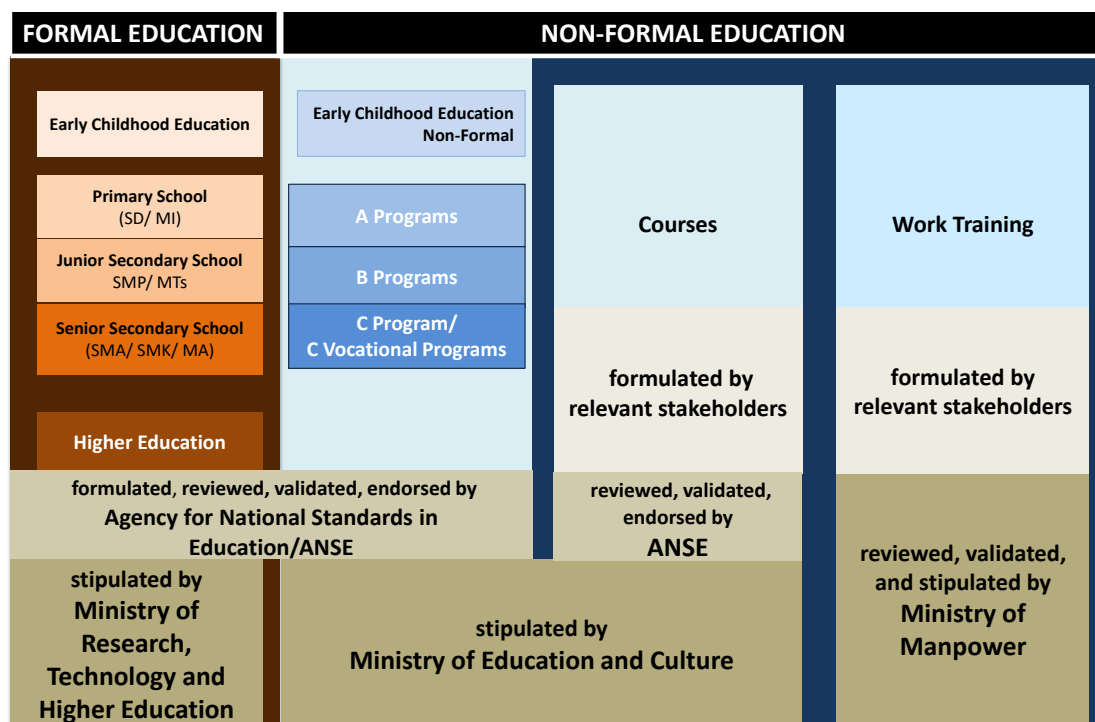 FORMAL EDUCATION
NON-FORMAL EDUCATION
Early Childhood Education
Primary School
(SD/ MI)
Junior Secondary School
SMP/ MTs
Senior Secondary School
(SMA/ SMK/ MA)
Higher Education
Early Childhood Education
Non-Formal
A Programs
B Programs
C Program/
C Vocational Programs
formulated, reviewed, validated, endorsed by
Agency for National Standards in
Education/ANSE
stipulated by
Ministry of
Research,
Technology and
Higher Education
Courses
formulated by
relevant stakeholders
reviewed, validated,
endorsed by
ANSE
stipulated by
Ministry of Education and Culture
Work Training
formulated by
relevant stakeholders
reviewed, validated,
and stipulated by
Ministry of
Manpower